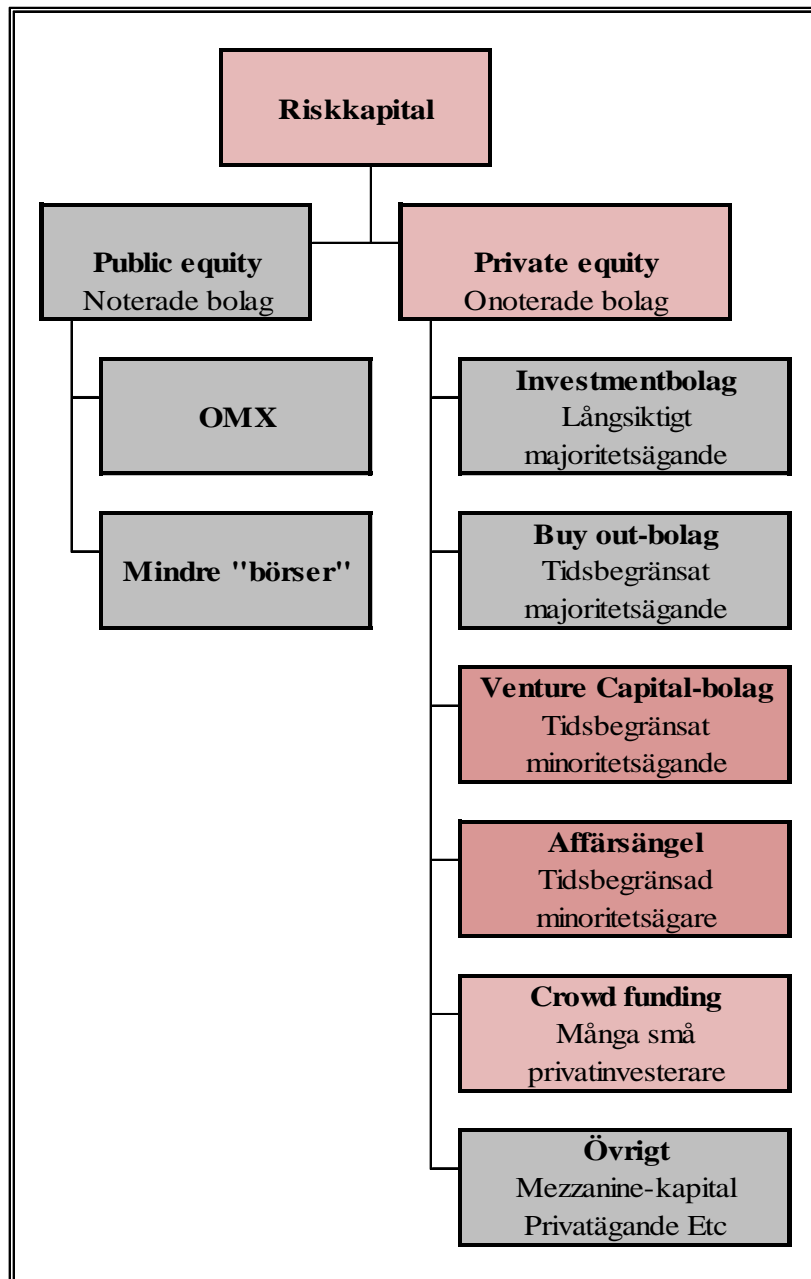 Riskkapital
Public equity
Noterade bolag
Private equity
Onoterade bolag
OMX
Mindre "börser"
Investmentbolag
Långsiktigt
majoritetsägande
Buy out-bolag
Tidsbegränsat
majoritetsägande
Venture Capital-bolag
Tidsbegränsat
minoritetsägande
Affärsängel
Tidsbegränsad
minoritetsägare
Crowd funding
Många små
privatinvesterare
Övrigt
Mezzanine-kapital
Privatägande Etc